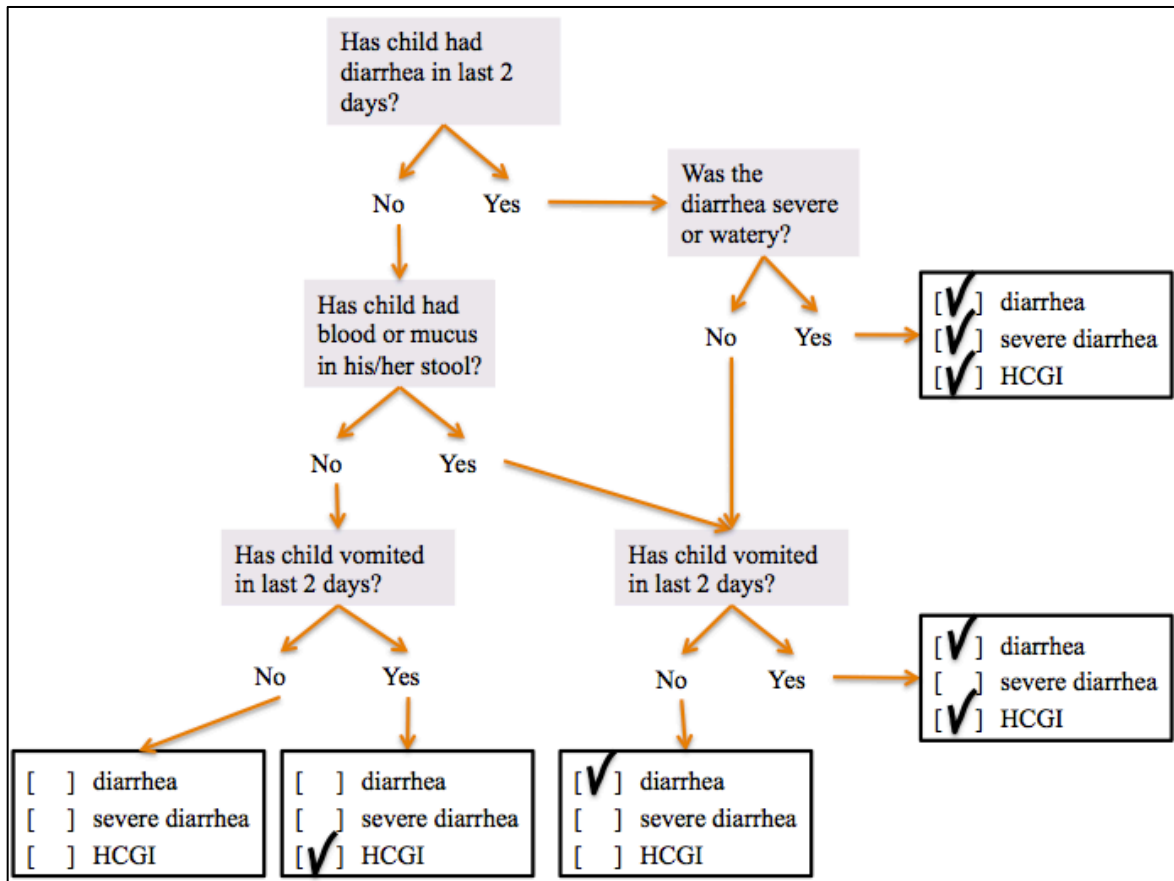 Has child had
diarrhea in last 2
days?
No
Yes
Was the
diarrhea severe
or watery?
Has child had
blood or mucus
in his/her stool?
No
Yes
[✓] diarrhea
[✓] severe diarrhea
[✓] HCGI
No
Yes
Has child vomited
in last 2 days?
Has child vomited
in last 2 days?
No
Yes
No
Yes
[✓] diarrhea
[ ] severe diarrhea
[✓] HCGI
[ ] diarrhea
[ ] severe diarrhea
[ ] HCGI
[ ] diarrhea
[ ] severe diarrhea
[✓] HCGI
[✓] diarrhea
[ ] severe diarrhea
[ ] HCGI